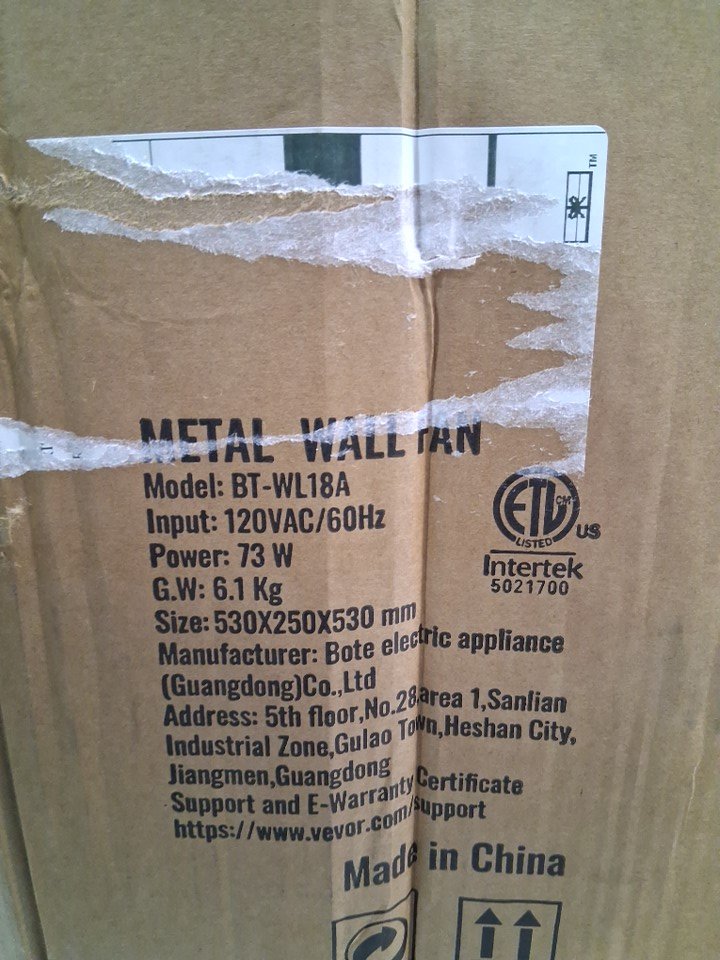 TM
METAL WALL FAN
Model: BT-WL18A
Input: 120VAC/60Hz
Power: 73 W
G.W: 6.1 Kg
Size: 530X250X530 mm
Manufacturer: Bote electric appliance
(Guangdong)Co.,Ltd
Address: 5th floor,No.28,area 1,Sanlian
Industrial Zone,Gulao Town,Heshan City,
Jiangmen,Guangdong
Support and E-Warranty Certificate
https://www.vevor.com/support
ETL CM
LISTED
US
Intertek
5021700
Made in China